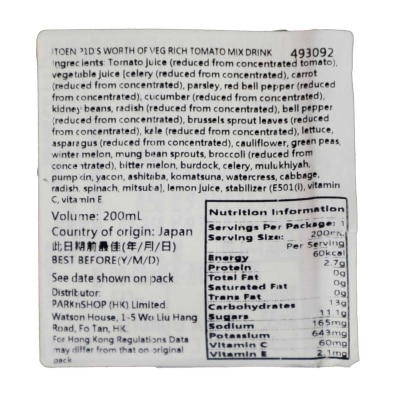 ITOEN P1D'S WORTH OF VEG RICH TOMATO MIX DRINK 493092
Ingredients: Tomato juice (reduced from concentrated tomato),
vegetable juice [celery (reduced from concentrated), carrot
(reduced from concentrated), parsley, red bell pepper (reduced
from concentrated), cucumber (reduced from concentrated),
kidney beans, radish (reduced from concentrated), bell pepper
(reduced from concentrated), brussels sprout leaves (reduced
from concentrated), kale (reduced from concentrated), lettuce,
asparagus (reduced from concentrated), cauliflower, green peas,
winter melon, mung bean sprouts, broccoli (reduced from
concentrated), bitter melon, burdock, celery, mulukhiyah,
pumpkin, yacon, ashitaba, komatsuna, watercress, cabbage,
radish, spinach, mitsuba], lemon juice, stabilizer (E501(i), vitamin
C, vitamin E
Volume: 200mL
Country of origin: Japan
此日期前最佳(年/月/日)
BEST BEFORE(Y/M/D)
See date shown on pack
Distributor:
PARKnSHOP (HK) Limited.
Watson House, 1-5 Wo Liu Hang
Road, Fo Tan, HK.
For Hong Kong Regulations Data
may differ from that on original
pack
Nutrition Information
Servings Per Package: 1
Serving Size: 200mL
Per Serving
Energy 60kcal
Protein 2.7g
Total Fat 0g
Saturated Fat 0g
Trans Fat 0g
Carbohydrates 13g
Sugars 11.1g
Sodium 165mg
Potassium 643mg
Vitamin C 60mg
Vitamin E 2.1mg